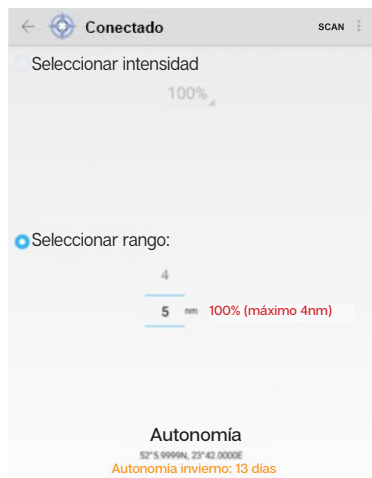 Conectado
SCAN
Seleccionar intensidad
100%
Seleccionar rango:
4
5 nm 100% (máximo 4nm)
Autonomía
52°5.9999N, 23°42.0000E
Autonomía invierno: 13 días